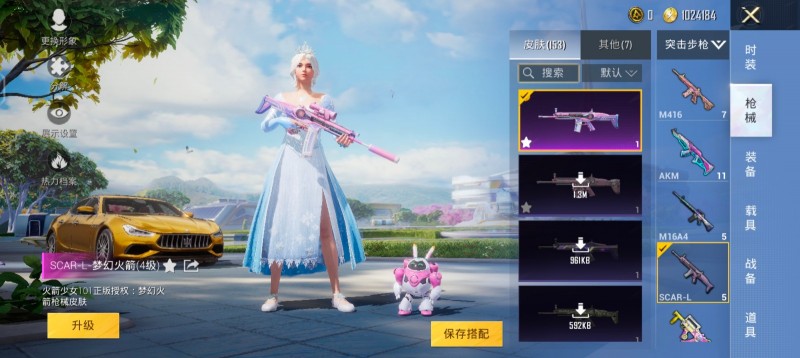 0
1024184
更换形象
分屏
展示设置
热力档案
SCAR-L-梦幻火箭(4级)
火箭少女101正版授权：梦幻火
箭枪械皮肤
升级
保存搭配
皮肤(153)
其他(7)
搜索
默认
1
1.3M
1
961KB
592KB
突击步枪
M416
7
AKM
11
M16A4
5
SCAR-L
5
时装
枪械
装备
载具
战备
道具